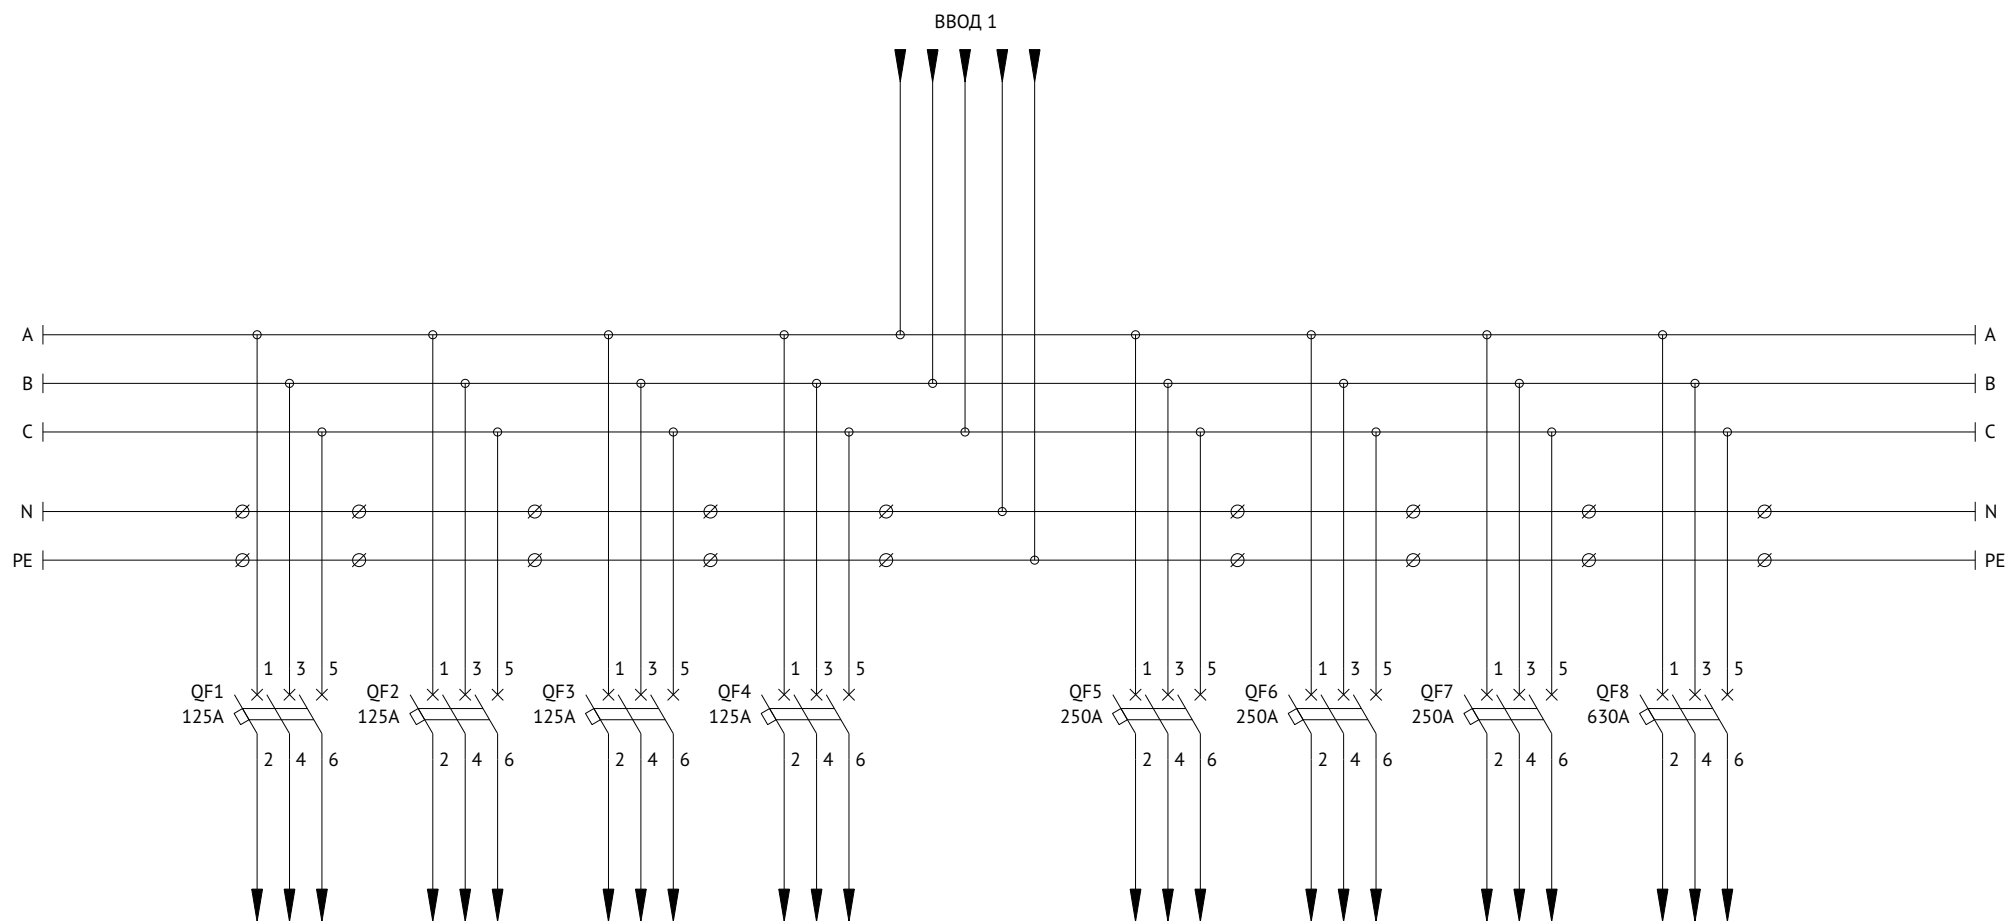 ВВОД 1
A A
B B
C C
N N
PE PE
1 3 5 1 3 5 1 3 5 1 3 5 1 3 5 1 3 5 1 3 5 1 3 5
QF1 QF2 QF3 QF4 QF5 QF6 QF7 QF8
125A 125A 125A 125A 250A 250A 250A 630A
2 4 6 2 4 6 2 4 6 2 4 6 2 4 6 2 4 6 2 4 6 2 4 6